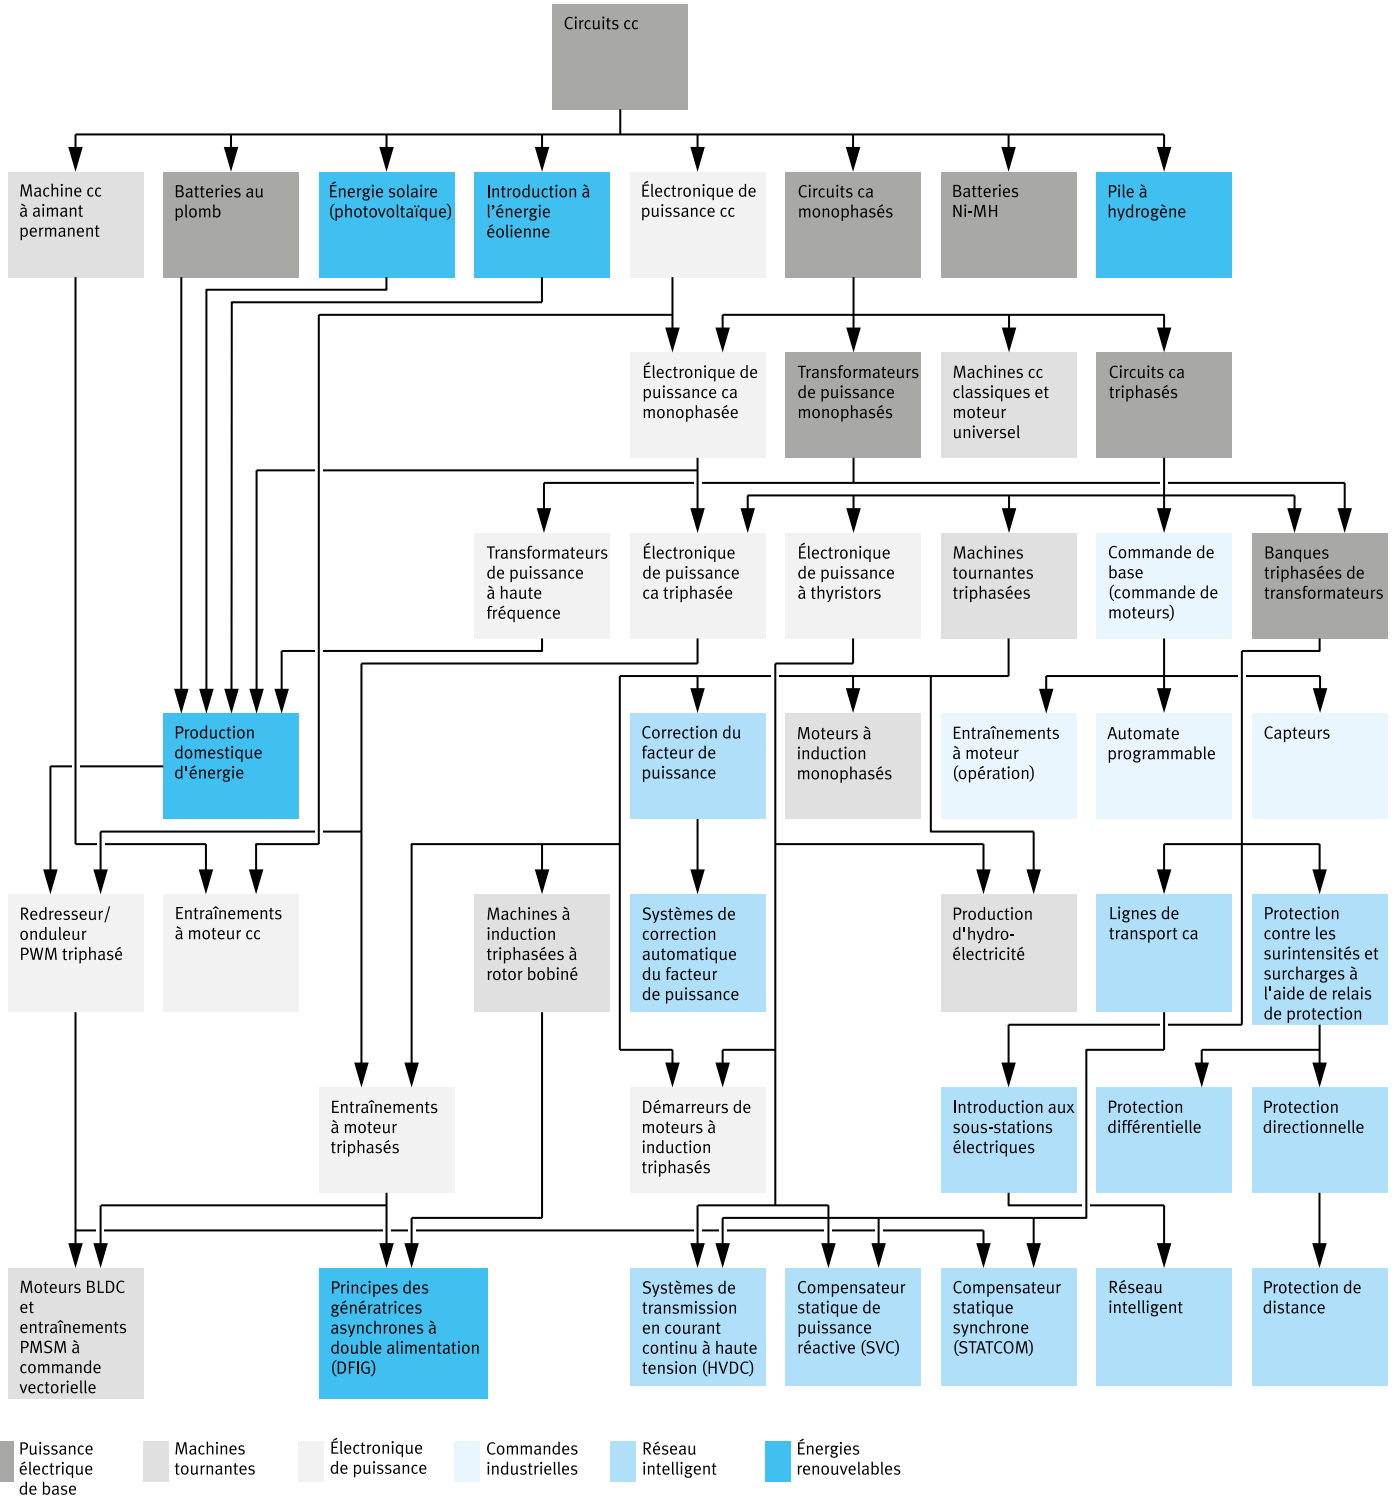 Circuits cc
Machine cc
à aimant
permanent
Batteries au
plomb
Énergie solaire
(photovoltaïque)
Introduction à
l'énergie
éolienne
Électronique de
puissance cc
Circuits ca
monophasés
Batteries
Ni-MH
Pile à
hydrogène
Électronique de
puissance ca
monophasée
Transformateurs
de puissance
monophasés
Machines cc
classiques et
moteur
universel
Circuits ca
triphasés
Transformateurs
de puissance
à haute
fréquence
Électronique
de puissance
ca triphasée
Électronique
de puissance
à thyristors
Machines
tournantes
triphasées
Commande de
base
(commande de
moteurs)
Banques
triphasées de
transformateurs
Production
domestique
d'énergie
Correction du
facteur de
puissance
Moteurs à
induction
monophasés
Entraînements
à moteur
(opération)
Automate
programmable
Capteurs
Redresseur/
onduleur
PWM triphasé
Entraînements
à moteur cc
Machines à
induction
triphasées à
rotor bobiné
Systèmes de
correction
automatique
du facteur
de puissance
Production
d'hydro-
électricité
Lignes de
transport ca
Protection
contre les
surintensités et
surcharges à
l'aide de relais
de protection
Entraînements
à moteur
triphasés
Démarreurs de
moteurs à
induction
triphasés
Introduction aux
sous-stations
électriques
Protection
différentielle
Protection
directionnelle
Moteurs BLDC
et
entraînements
PMSM à
commande
vectorielle
Principes des
génératrices
asynchrones à
double alimentation
(DFIG)
Systèmes de
transmission
en courant
continu à haute
tension (HVDC)
Compensateur
statique de
puissance
réactive (SVC)
Compensateur
statique
synchrone
(STATCOM)
Réseau
intelligent
Protection de
distance
Puissance
électrique
de base
Machines
tournantes
Électronique
de puissance
Commandes
industrielles
Réseau
intelligent
Énergies
renouvelables